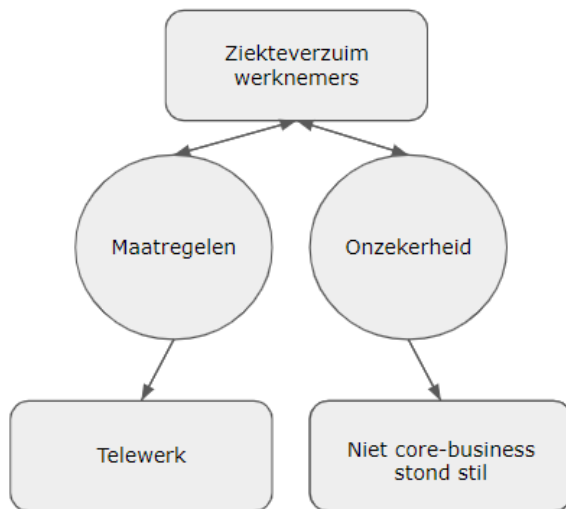 Ziekteverzuim
werknemers
Maatregelen
Onzekerheid
Telewerk
Niet core-business
stond stil